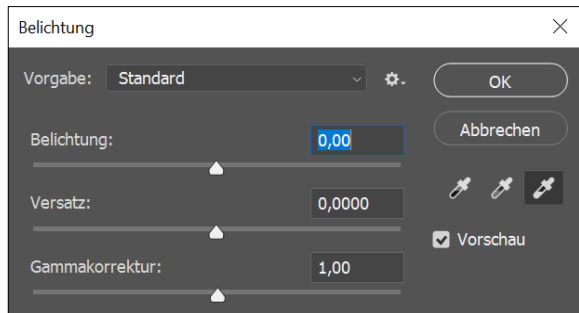 Belichtung
Vorgabe: Standard
OK
Abbrechen
Belichtung: 0,00
Versatz: 0,0000
Vorschau
Gammakorrektur: 1,00